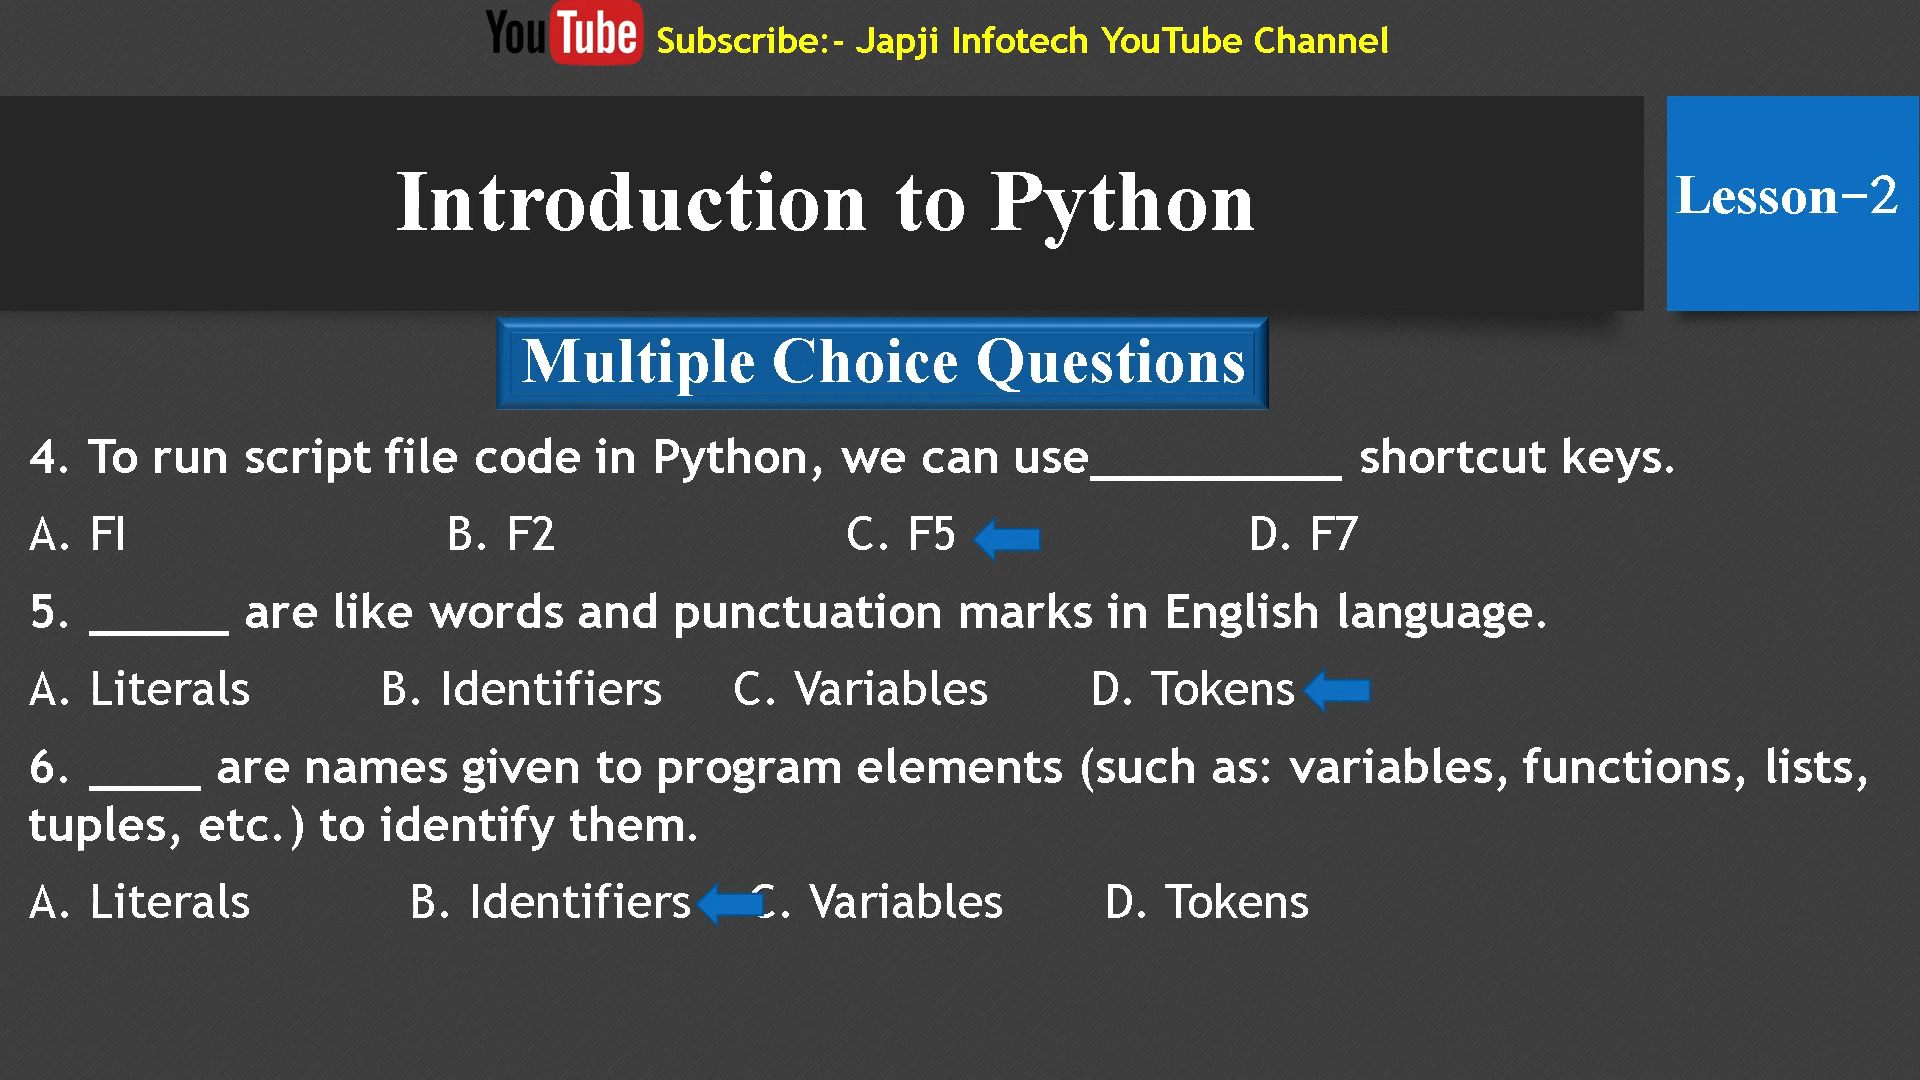 YouTube Subscribe:- Japji Infotech YouTube Channel
Introduction to Python
Lesson-2
Multiple Choice Questions
4. To run script file code in Python, we can use_________ shortcut keys.
A. FI B. F2 C. F5 D. F7
5. _____ are like words and punctuation marks in English language.
A. Literals B. Identifiers C. Variables D. Tokens
6. ____ are names given to program elements (such as: variables, functions, lists,
tuples, etc.) to identify them.
A. Literals B. Identifiers C. Variables D. Tokens